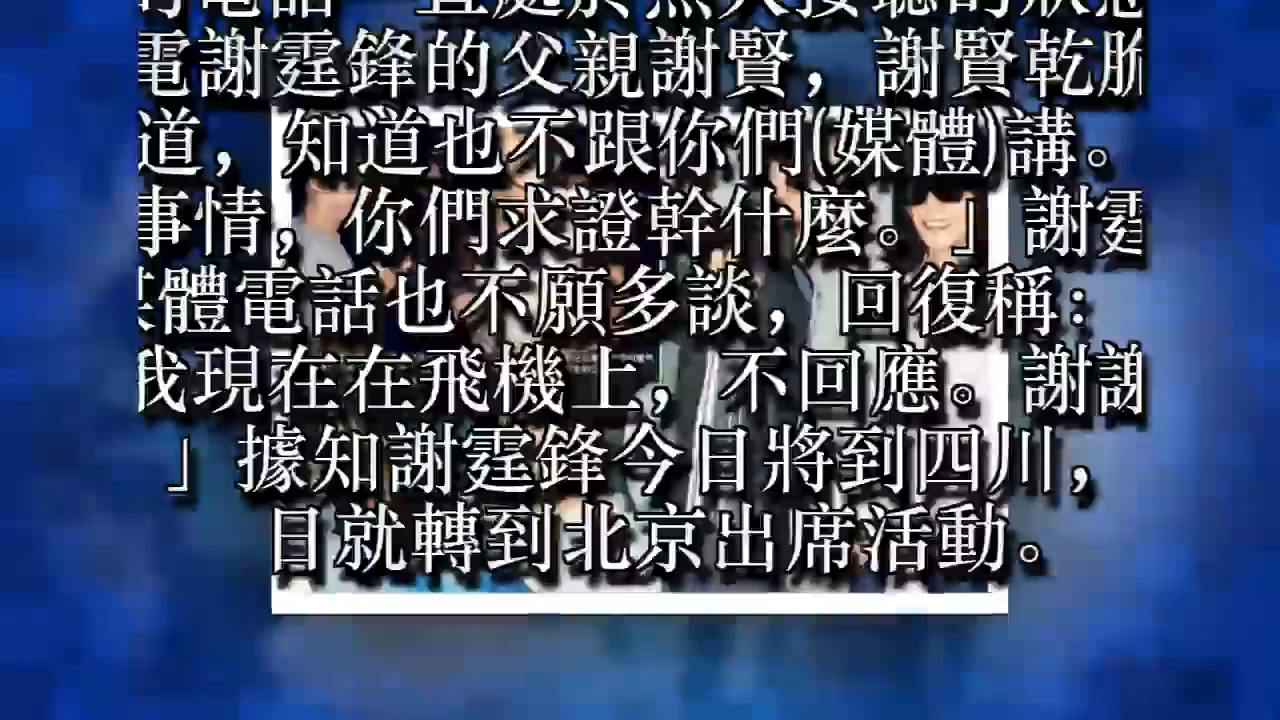 電謝霆鋒的父親謝賢，謝賢乾脆
道，知道也不跟你們(媒體)講。
事情，你們求證幹什麼。」謝霆
體電話也不願多談，回復稱：
我現在在飛機上，不回應。謝謝
」據知謝霆鋒今日將到四川，
日就轉到北京出席活動。